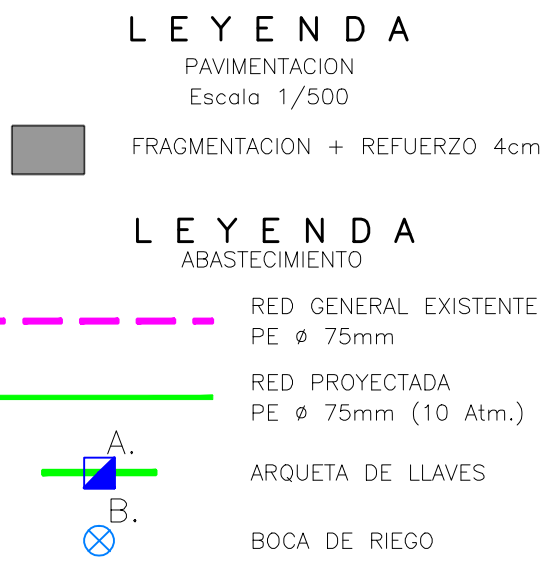 LEYENDA
PAVIMENTACION
Escala 1/500
FRAGMENTACION + REFUERZO 4cm
LEYENDA
ABASTECIMIENTO
RED GENERAL EXISTENTE
PE ø 75mm
RED PROYECTADA
PE ø 75mm (10 Atm.)
A.
ARQUETA DE LLAVES
B.
BOCA DE RIEGO